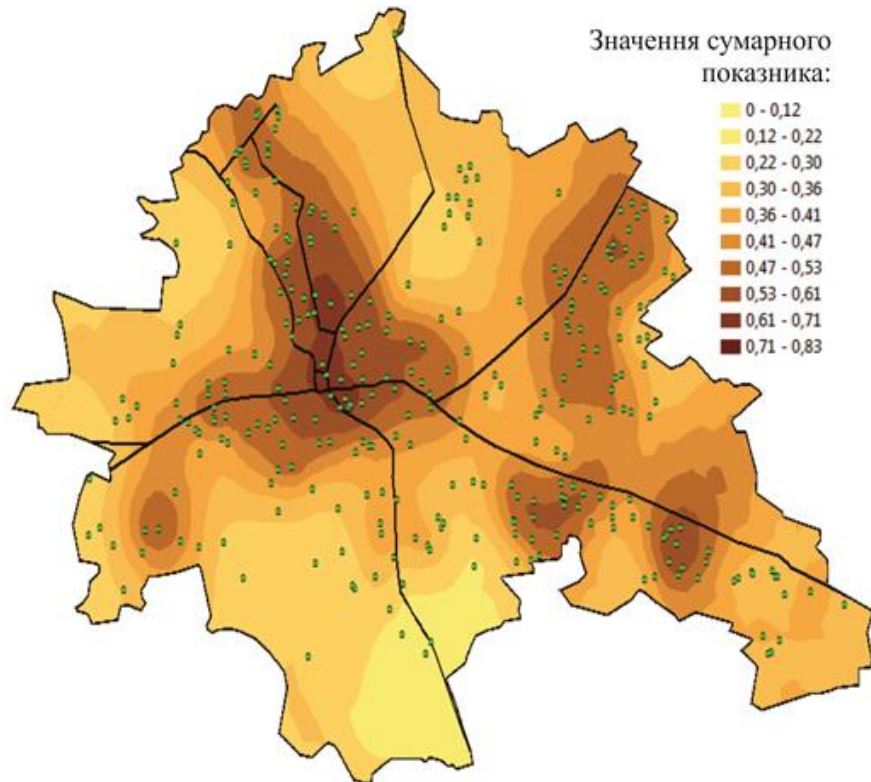 Значення сумарного
показника:
0 - 0,12
0,12 - 0,22
0,22 - 0,30
0,30 - 0,36
0,36 - 0,41
0,41 - 0,47
0,47 - 0,53
0,53 - 0,61
0,61 - 0,71
0,71 - 0,83